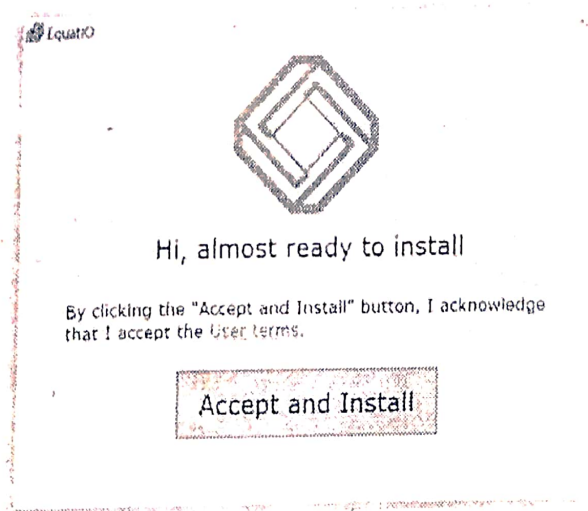 EquatIO
Hi, almost ready to install
By clicking the "Accept and Install" button, I acknowledge
that I accept the User terms.
Accept and Install